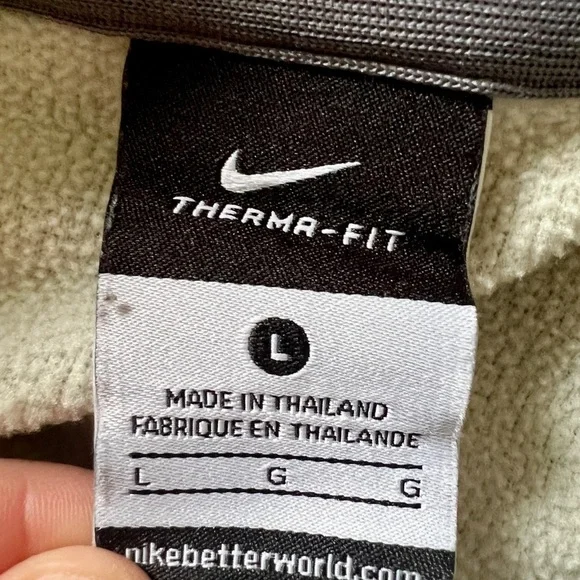 THERMA-FIT
L
MADE IN THAILAND
FABRIQUE EN THAILANDE
L G G
nikebetterworld.com